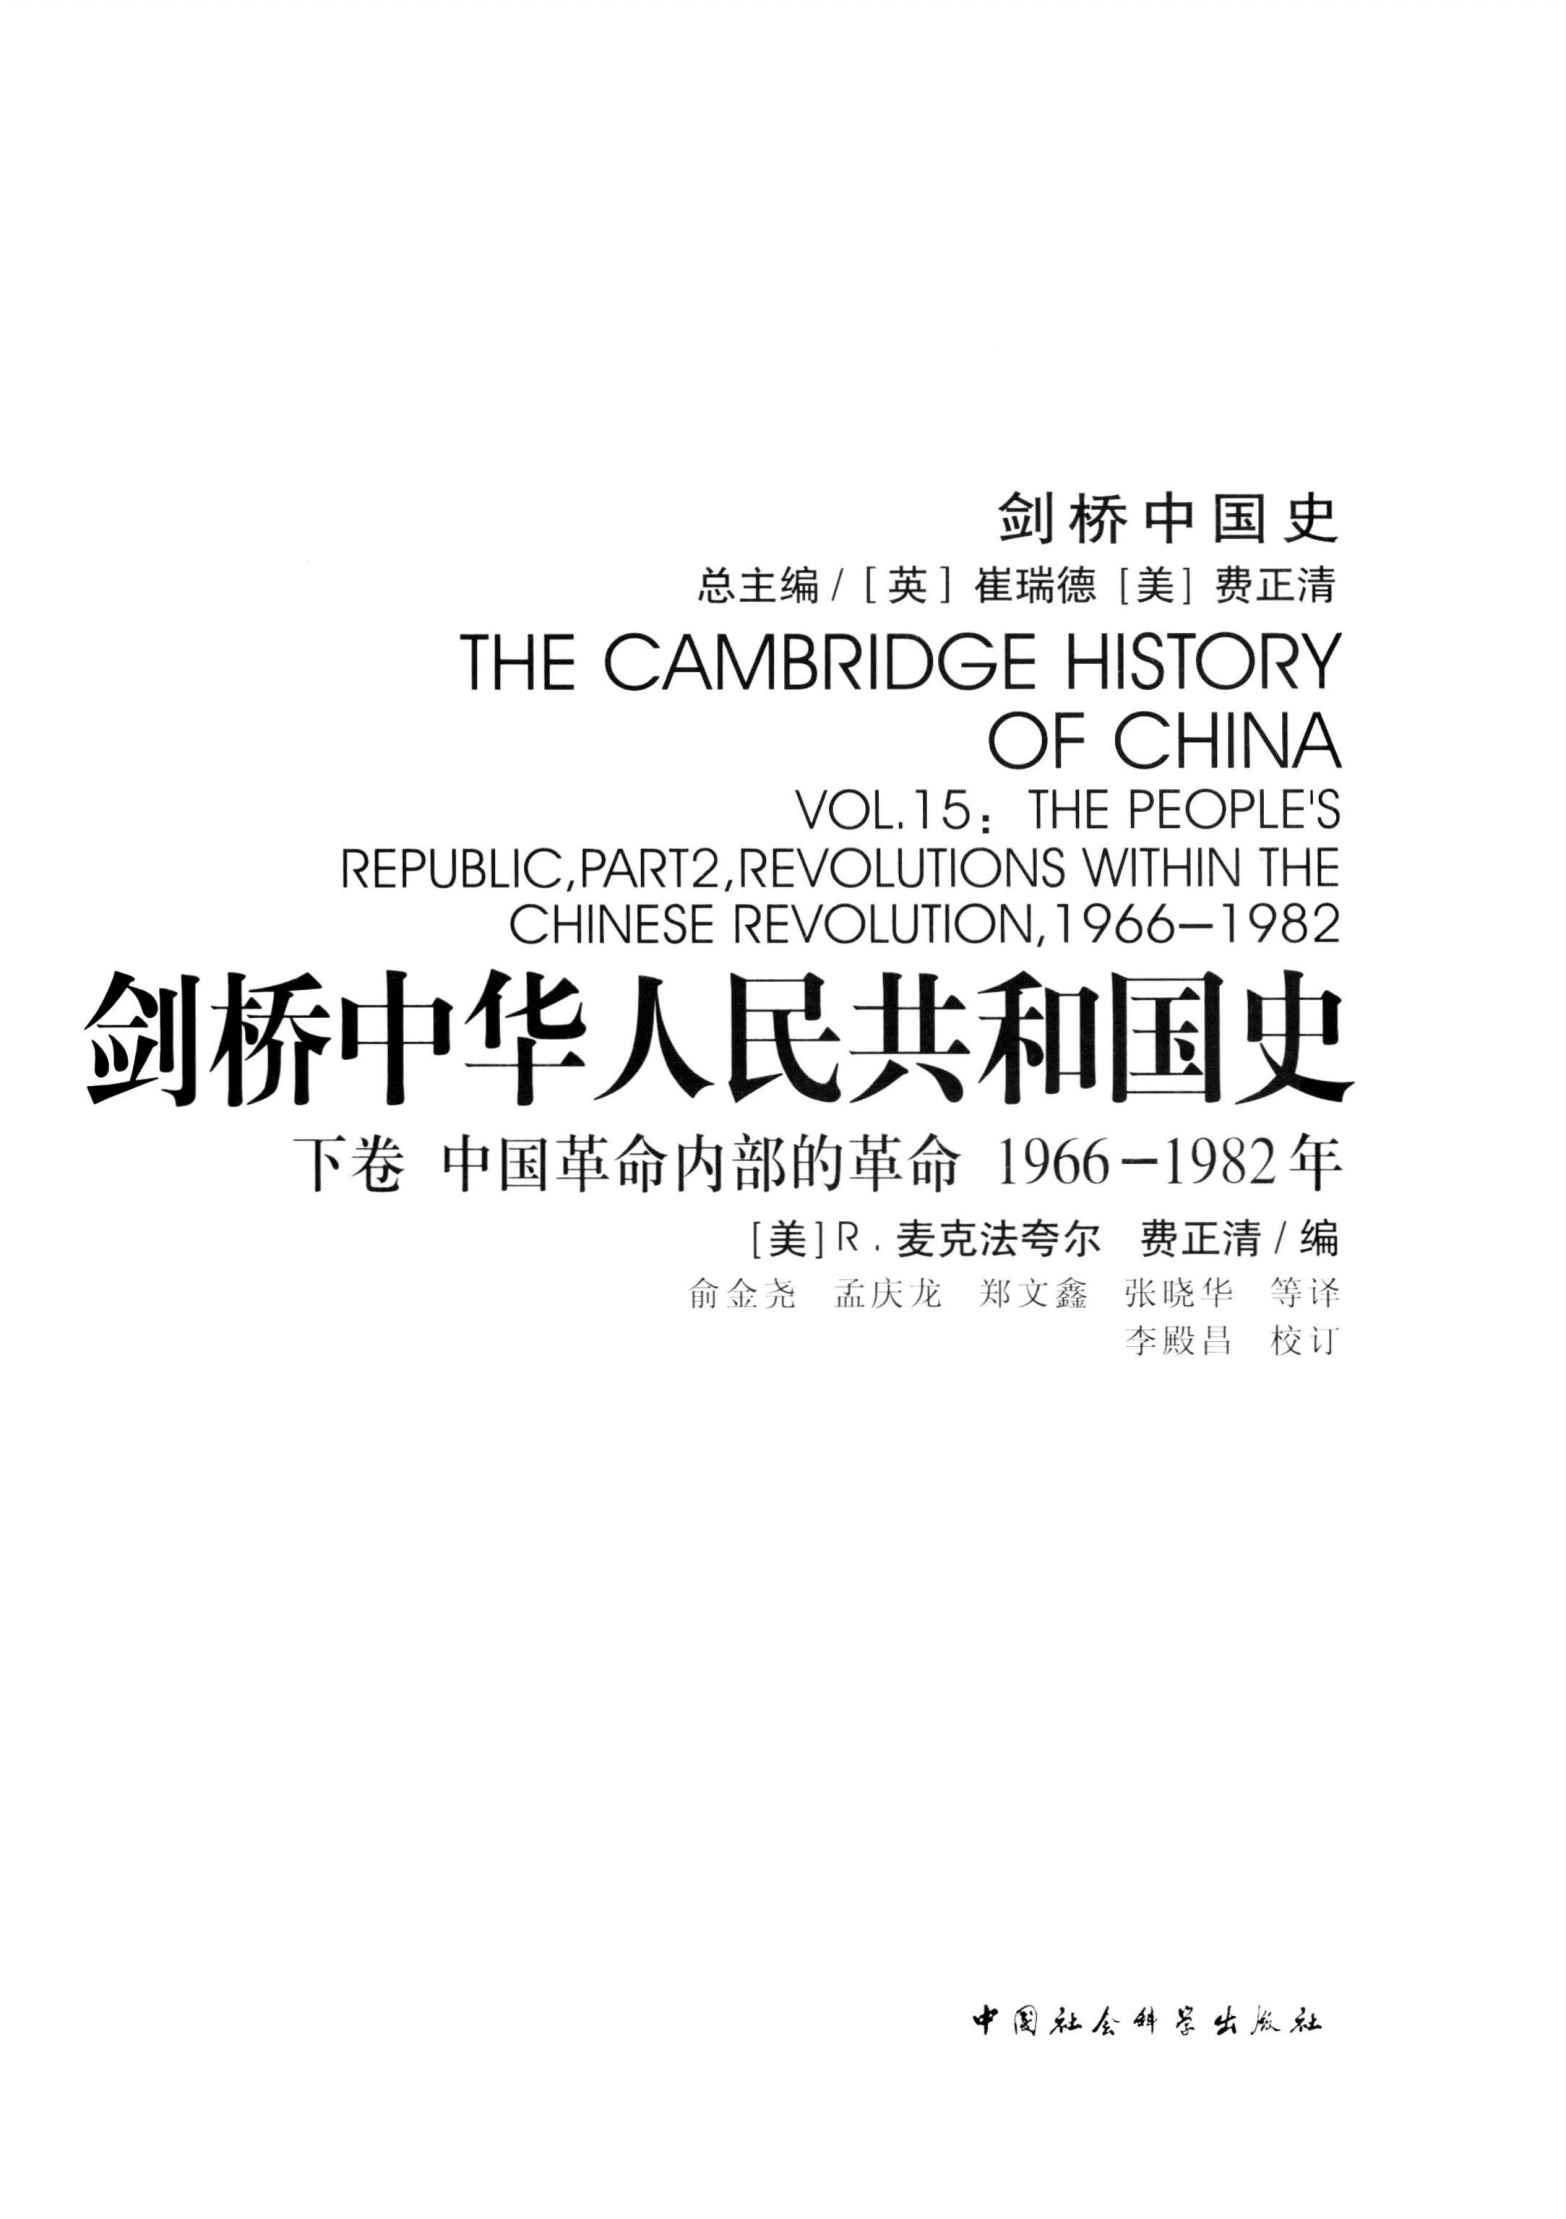 剑桥中国史
总主编/[英]崔瑞德[美]费正清
THE CAMBRIDGE HISTORY
OF CHINA
VOL.15：THE PEOPLE'S
REPUBLIC,PART2,REVOLUTIONS WITHIN THE
CHINESE REVOLUTION,1966—1982
剑桥中华人民共和国史
下卷 中国革命内部的革命 1966—1982年
[美]R.麦克法夸尔 费正清/编
俞金尧 孟庆龙 郑文鑫 张晓华 等译
李殿昌 校订
中国社会科学出版社